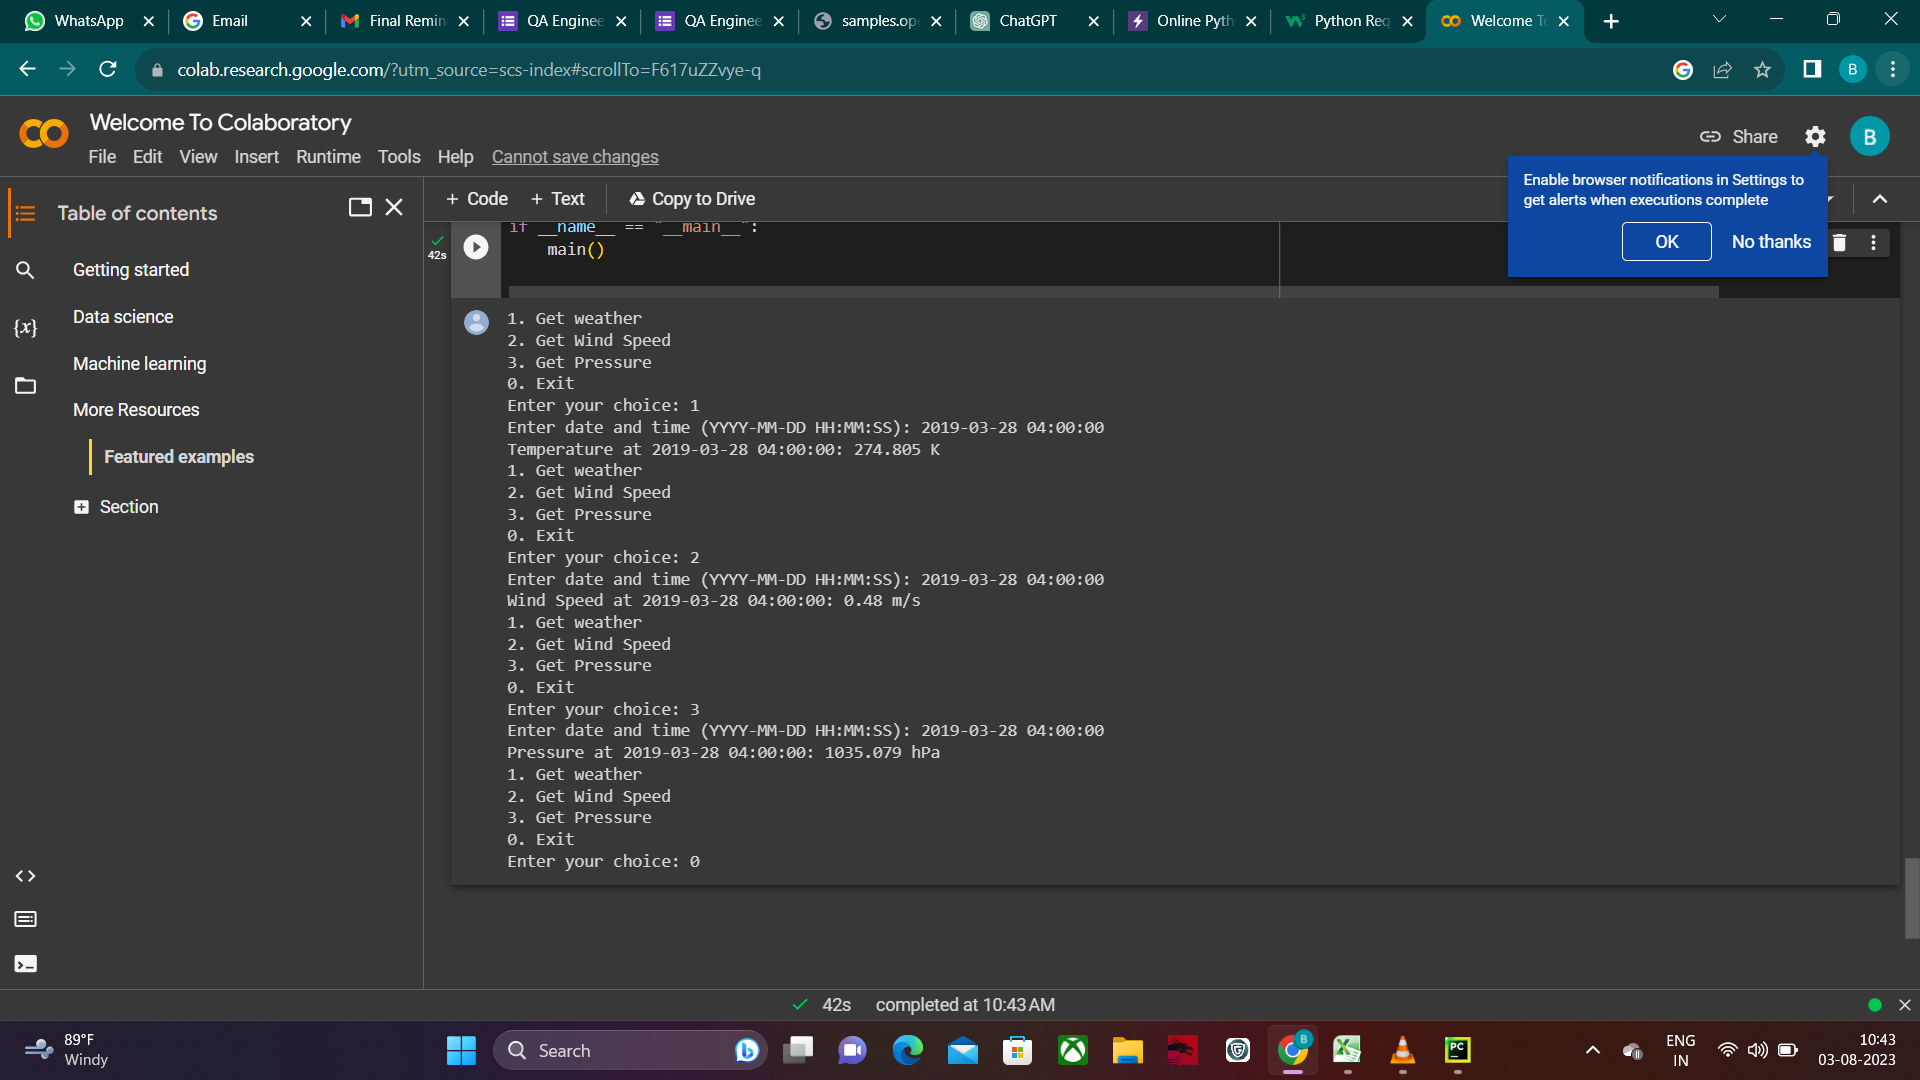 WhatsApp
Email
Final Remin
QA Enginee
QA Enginee
samples.op
ChatGPT
Online Pyth
Python Req
Welcome To
colab.research.google.com/?utm_source=scs-index#scrollTo=F617uZZvye-q
B
Welcome To Colaboratory
File Edit View Insert Runtime Tools Help Cannot save changes
Share
B
Enable browser notifications in Settings to
get alerts when executions complete
OK No thanks
Table of contents
Getting started
Data science
Machine learning
More Resources
Featured examples
Section
{x}
+ Code + Text Copy to Drive
42s
if __name__ == "__main__":
main()
1. Get weather
2. Get Wind Speed
3. Get Pressure
0. Exit
Enter your choice: 1
Enter date and time (YYYY-MM-DD HH:MM:SS): 2019-03-28 04:00:00
Temperature at 2019-03-28 04:00:00: 274.805 K
1. Get weather
2. Get Wind Speed
3. Get Pressure
0. Exit
Enter your choice: 2
Enter date and time (YYYY-MM-DD HH:MM:SS): 2019-03-28 04:00:00
Wind Speed at 2019-03-28 04:00:00: 0.48 m/s
1. Get weather
2. Get Wind Speed
3. Get Pressure
0. Exit
Enter your choice: 3
Enter date and time (YYYY-MM-DD HH:MM:SS): 2019-03-28 04:00:00
Pressure at 2019-03-28 04:00:00: 1035.079 hPa
1. Get weather
2. Get Wind Speed
3. Get Pressure
0. Exit
Enter your choice: 0
42s completed at 10:43 AM
89°F
Windy
Search
B
PC
ENG
IN
10:43
03-08-2023